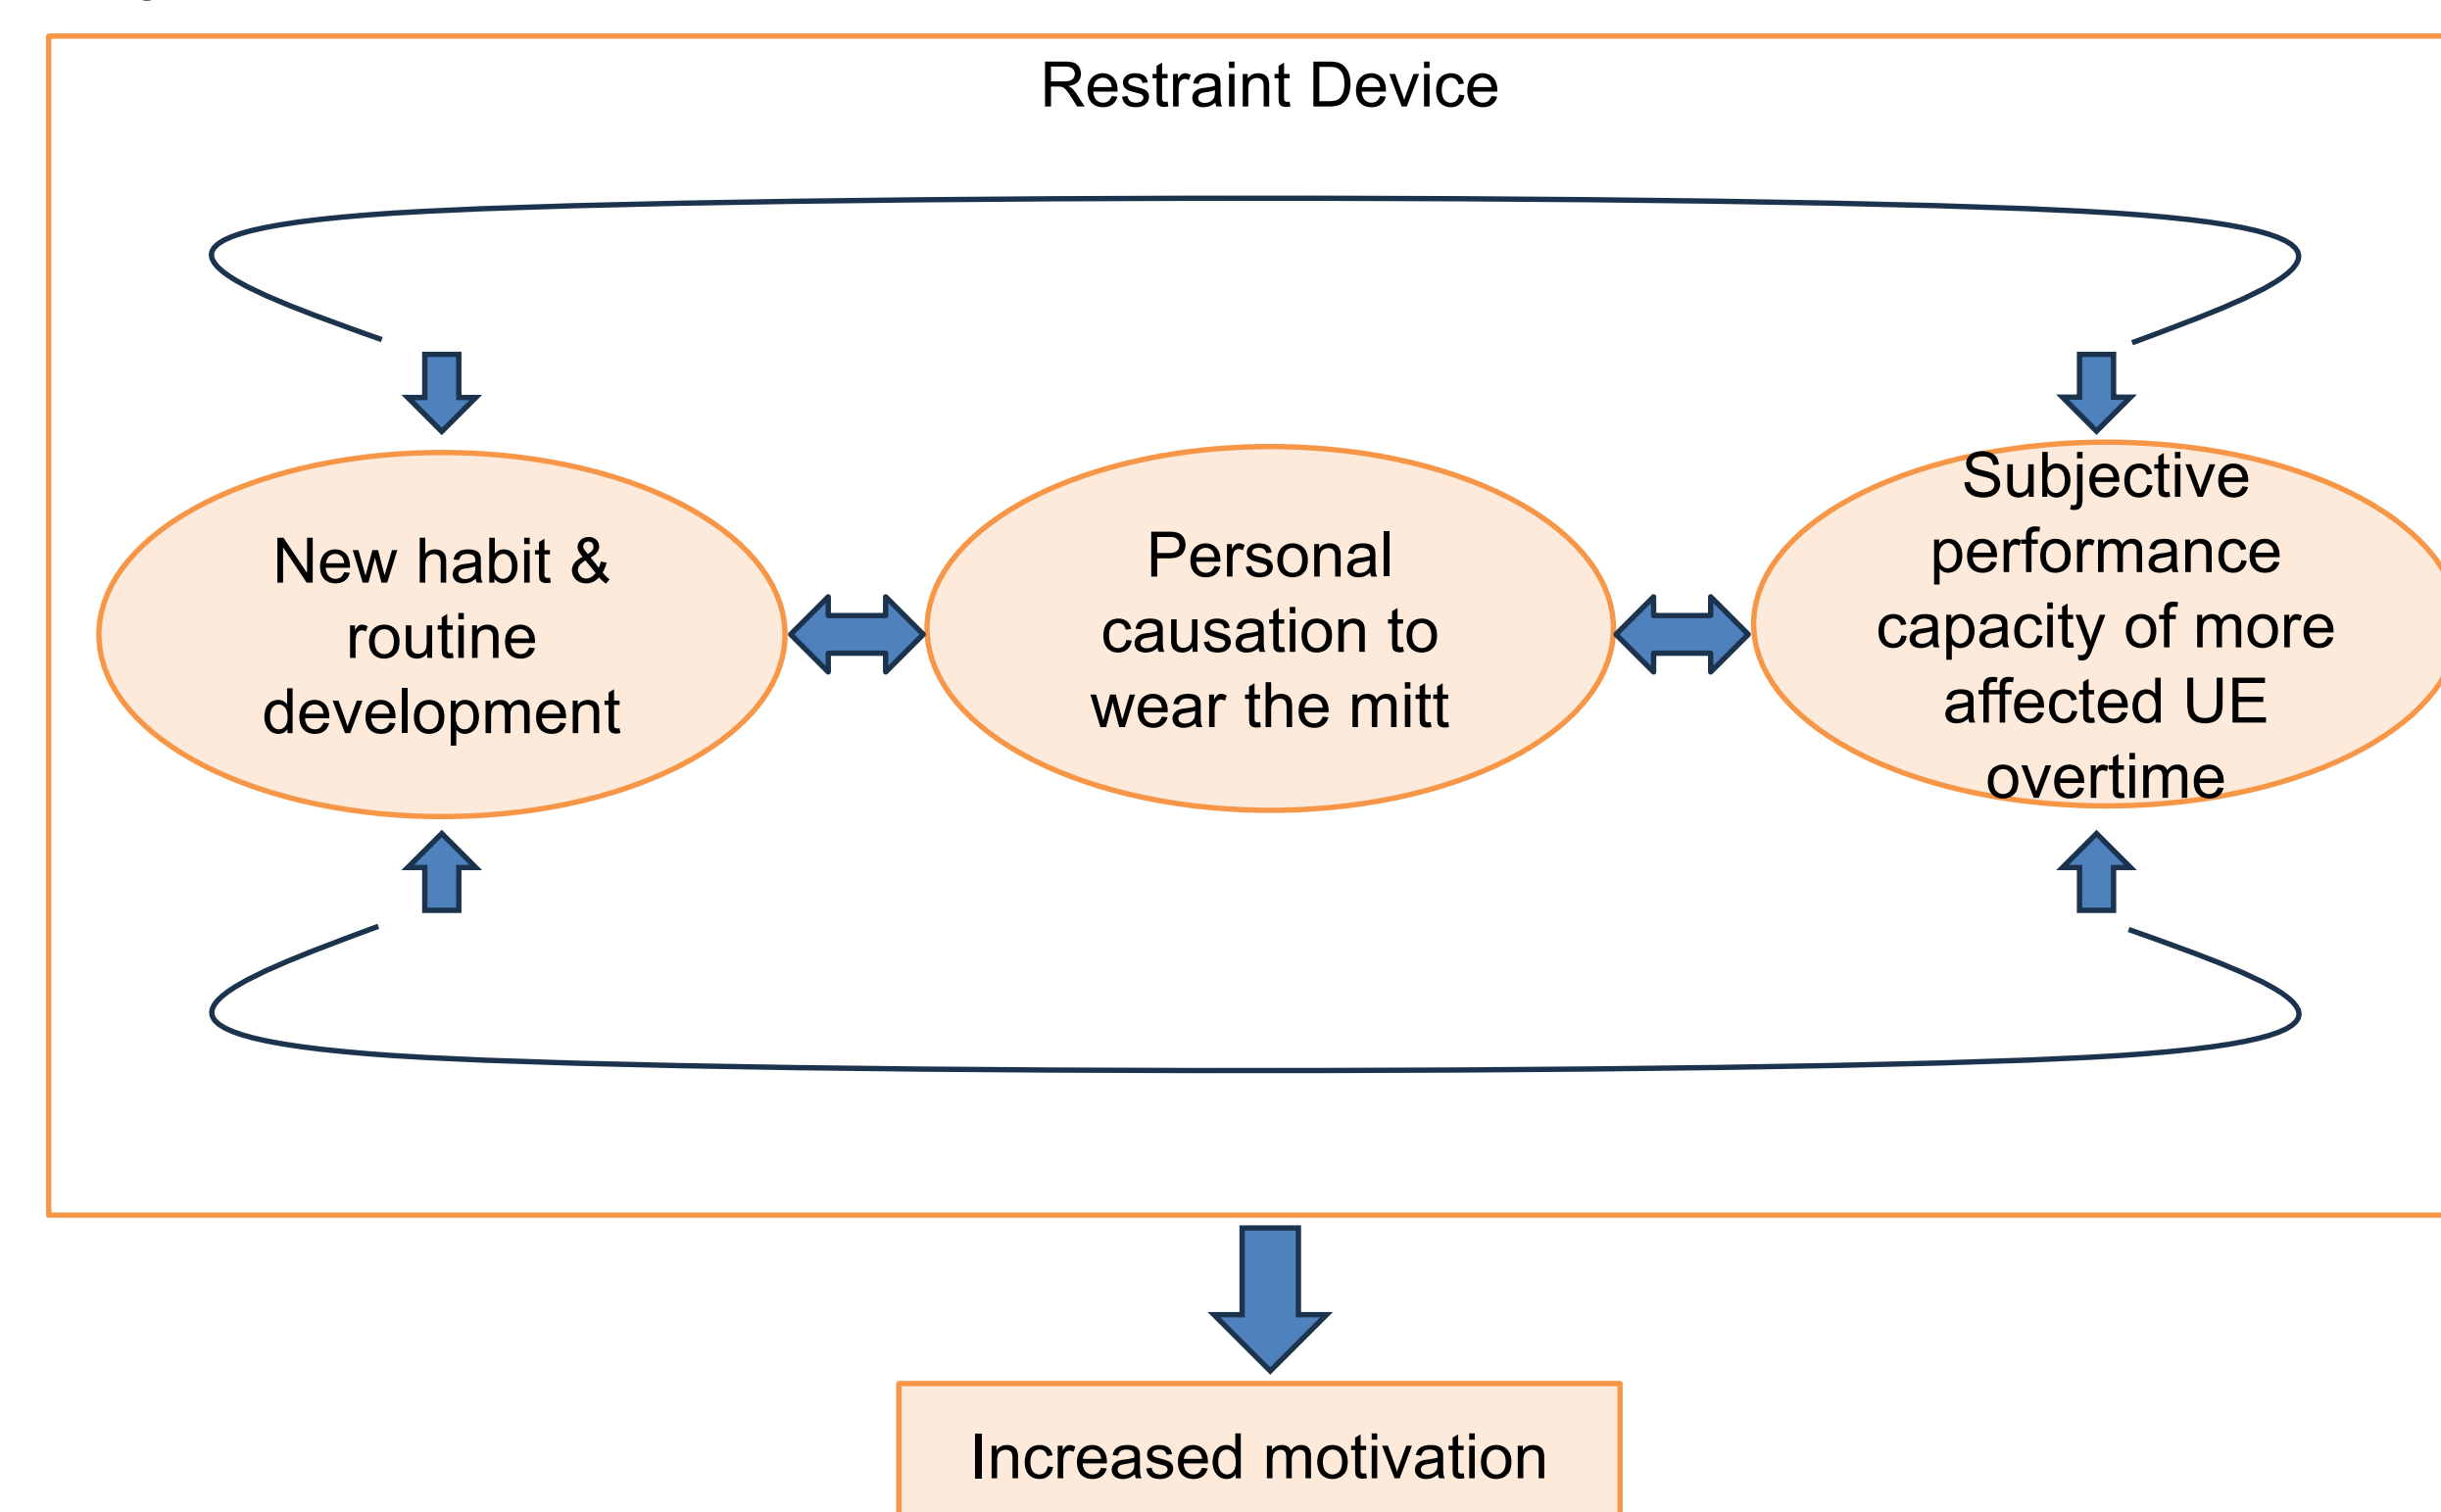 Restraint Device
New habit &
routine
development
Personal
causation to
wear the mitt
Subjective
performance
capacity of more
affected UE
overtime
Increased motivation